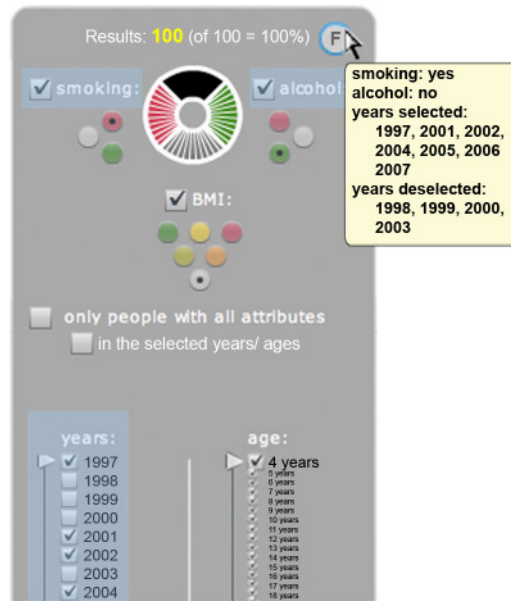 Results: 100 (of 100 = 100%) F
smoking:
alcohol:
smoking: yes
alcohol: no
years selected:
1997, 2001, 2002,
2004, 2005, 2006
2007
years deselected:
1998, 1999, 2000,
2003
BMI:
only people with all attributes
in the selected years/ ages
years:
1997
1998
1999
2000
2001
2002
2003
2004
age:
4 years
5 years
6 years
7 years
8 years
9 years
10 years
11 years
12 years
13 years
14 years
15 years
16 years
17 years
18 years